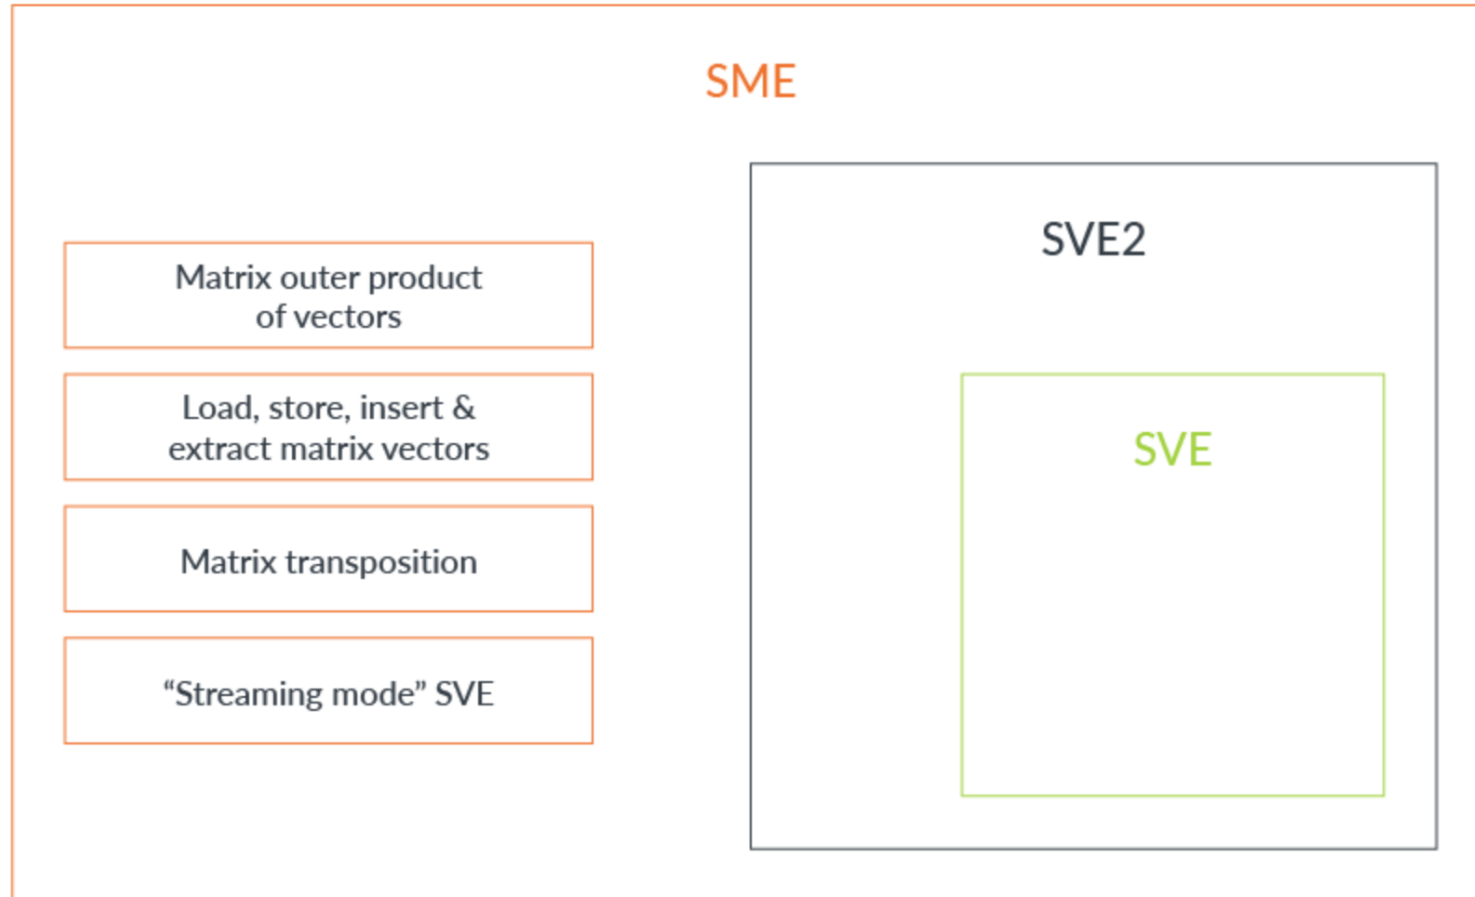 SME
Matrix outer product
of vectors
Load, store, insert &
extract matrix vectors
Matrix transposition
“Streaming mode” SVE
SVE2
SVE